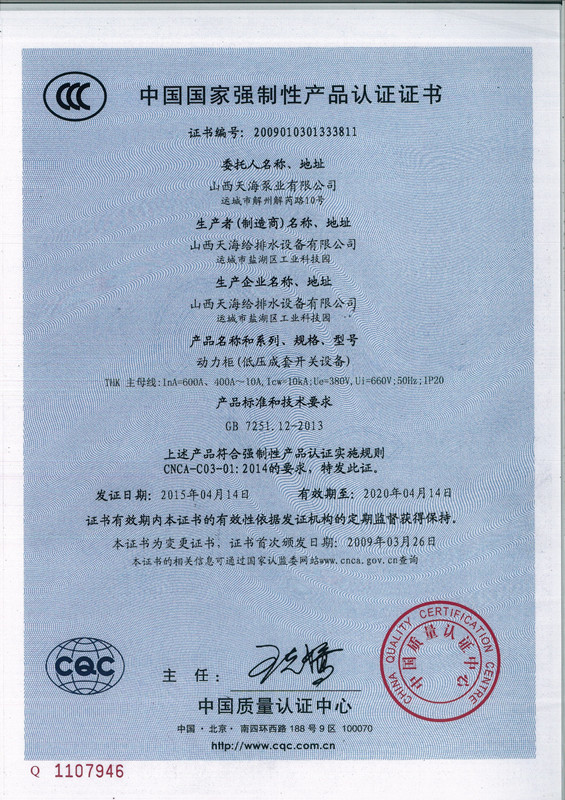 中国国家强制性产品认证证书
证书编号: 2009010301333811
委托人名称、地址
山西天海泵业有限公司
运城市解州解芮路10号
生产者(制造商)名称、地址
山西天海给排水设备有限公司
运城市盐湖区工业科技园
生产企业名称、地址
山西天海给排水设备有限公司
运城市盐湖区工业科技园
产品名称和系列、规格、型号
动力柜(低压成套开关设备)
THK 主母线:InA=600A、400A～10A,Icw=10kA;Ue=380V,Ui=660V;50Hz;IP20
产品标准和技术要求
GB 7251.12-2013
上述产品符合强制性产品认证实施规则
CNCA-C03-01:2014的要求，特发此证。
发证日期: 2015年04月14日 有效期至: 2020年04月14日
证书有效期内本证书的有效性依据发证机构的定期监督获得保持。
本证书为变更证书，证书首次颁发日期: 2009年03月26日
本证书的相关信息可通过国家认监委网站www.cnca.gov.cn查询
CQC
主 任:
CHINA QUALITY CERTIFICATION CENTRE
中国质量认证中心
中国质量认证中心
中国·北京·南四环西路 188 号 9 区 100070
http://www.cqc.com.cn
Q 1107946